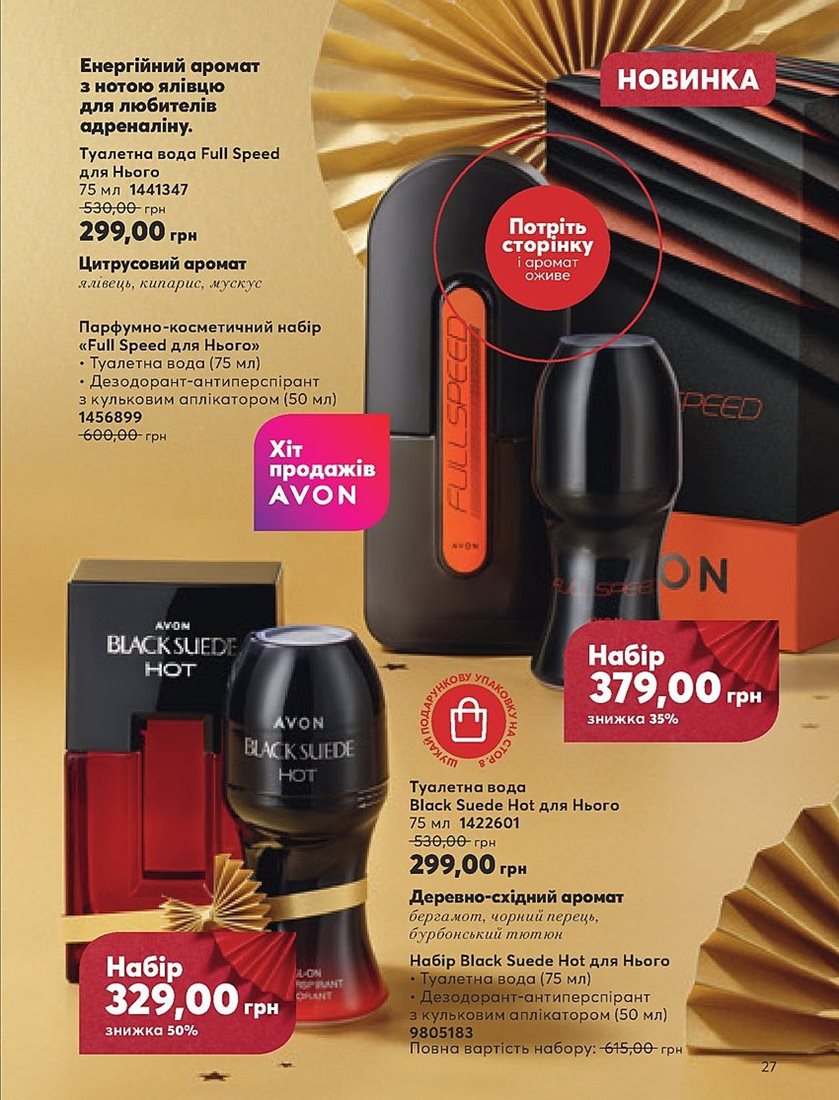 Енергійний аромат
з нотою ялівцю
для любителів
адреналіну.
Туалетна вода Full Speed
для Нього
75 мл 1441347
530,00 грн
299,00 грн
Цитрусовий аромат
ялівець, кипарис, мускус
Парфумно-косметичний набір
«Full Speed для Нього»
• Туалетна вода (75 мл)
• Дезодорант-антиперспірант
з кульковим аплікатором (50 мл)
1456899
600,00 грн
НОВИНКА
Потріть
сторінку
і аромат
оживе
Хіт
продажів
AVON
FULL SPEED
AVON
SPEED
FULL SPEED
ON
Набір
379,00 грн
знижка 35%
AVON
BLACK SUEDE
HOT
AVON
BLACK SUEDE
HOT
ШУКАЙ ПОДАРУНКОВУ УПАКОВКУ НА СТОР. 8
Туалетна вода
Black Suede Hot для Нього
75 мл 1422601
530,00 грн
299,00 грн
Деревно-східний аромат
бергамот, чорний перець,
бурбонський тютюн
Набір Black Suede Hot для Нього
• Туалетна вода (75 мл)
• Дезодорант-антиперспірант
з кульковим аплікатором (50 мл)
9805183
Повна вартість набору: 615,00 грн
Набір
329,00 грн
знижка 50%
27